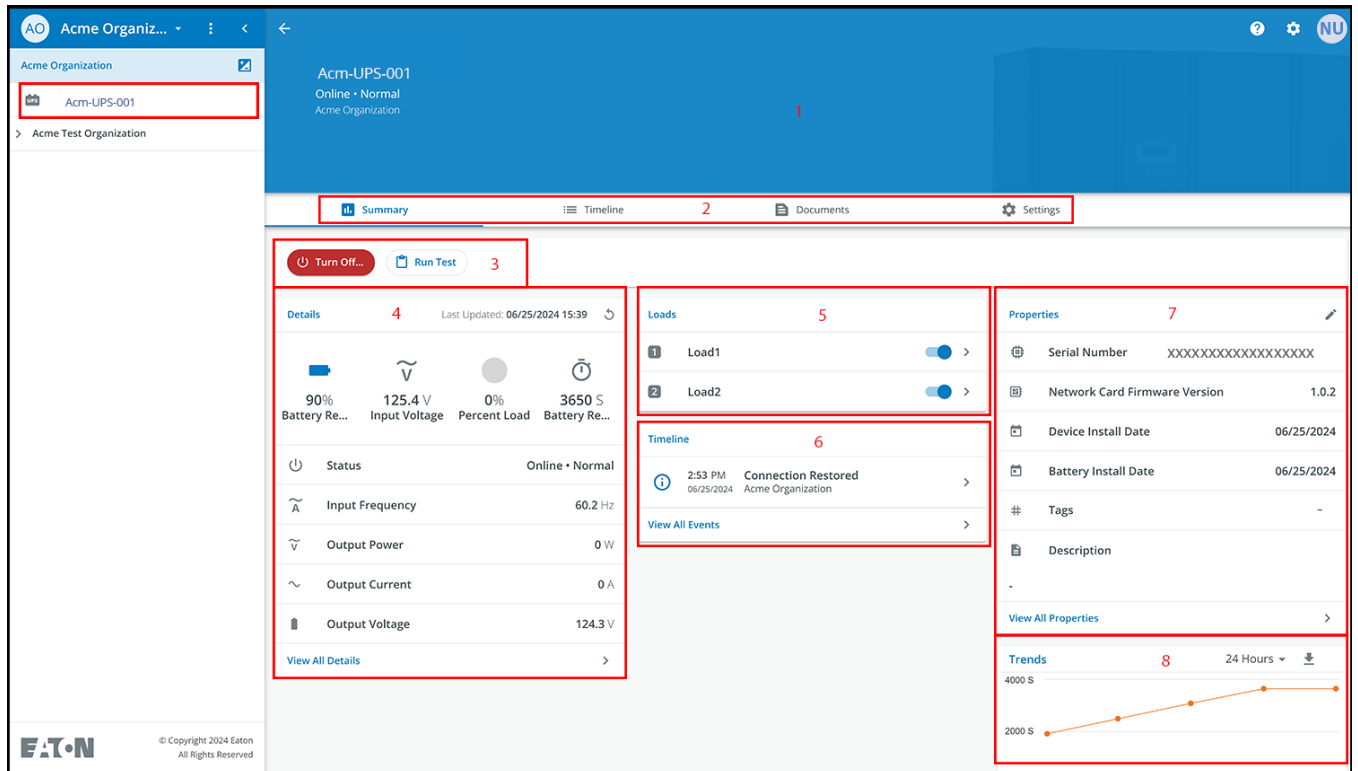 AO Acme Organiz...
NU
Acme Organization
UPS Acm-UPS-001
Acme Test Organization
Acm-UPS-001
Online • Normal
Acme Organization
1
Summary
Timeline
2
Documents
Settings
Turn Off...
Run Test
3
Details
4
Last Updated: 06/25/2024 15:39
90%
Battery Re...
125.4 V
Input Voltage
0%
Percent Load
3650 S
Battery Re...
Status Online • Normal
Input Frequency 60.2 Hz
Output Power 0 W
Output Current 0 A
Output Voltage 124.3 V
View All Details
Loads
5
1 Load1
2 Load2
Timeline
6
2:53 PM Connection Restored
06/25/2024 Acme Organization
View All Events
Properties
7
Serial Number XXXXXXXXXXXXXXXXXX
Network Card Firmware Version 1.0.2
Device Install Date 06/25/2024
Battery Install Date 06/25/2024
# Tags –
Description
-
View All Properties
Trends
8
24 Hours
4000 S
2000 S
EATON
© Copyright 2024 Eaton
All Rights Reserved